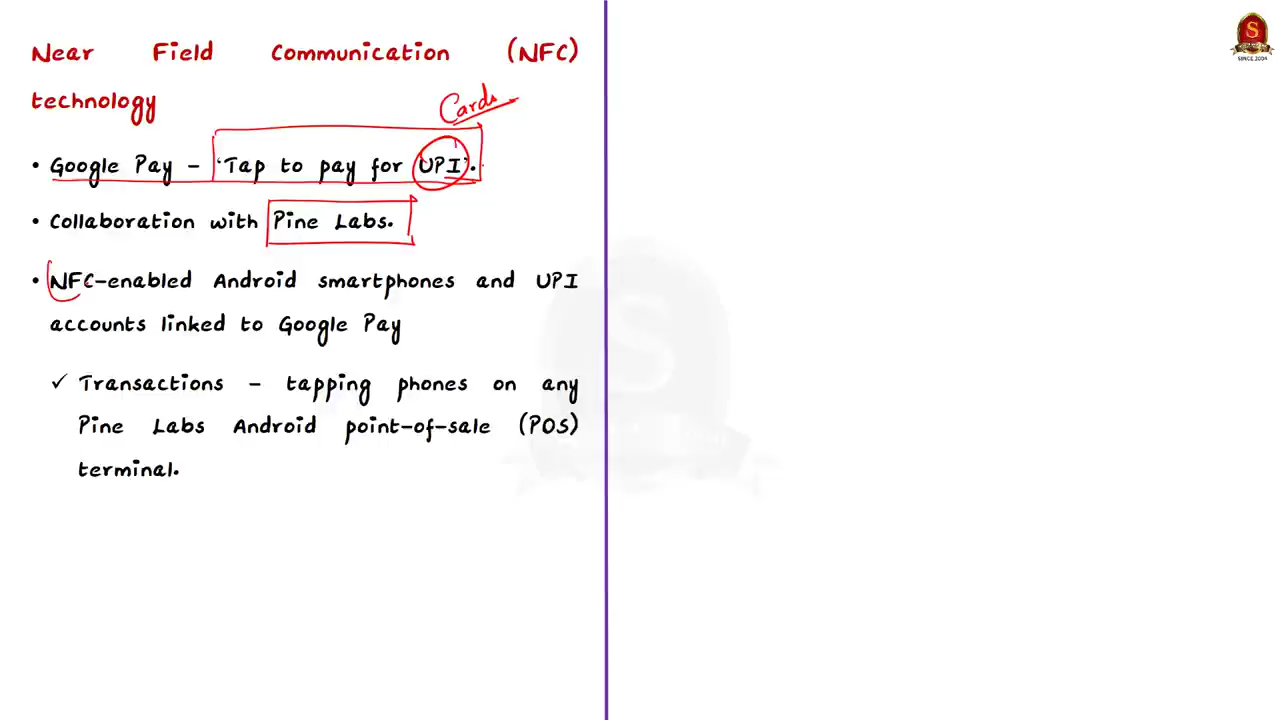 Near Field Communication (NFC)
technology
Cards
• Google Pay – 'Tap to pay for UPI'.
• Collaboration with Pine Labs.
• NFC-enabled Android smartphones and UPI
accounts linked to Google Pay
✓ Transactions – tapping phones on any
Pine Labs Android point-of-sale (POS)
terminal.
S
SINCE 2004
S